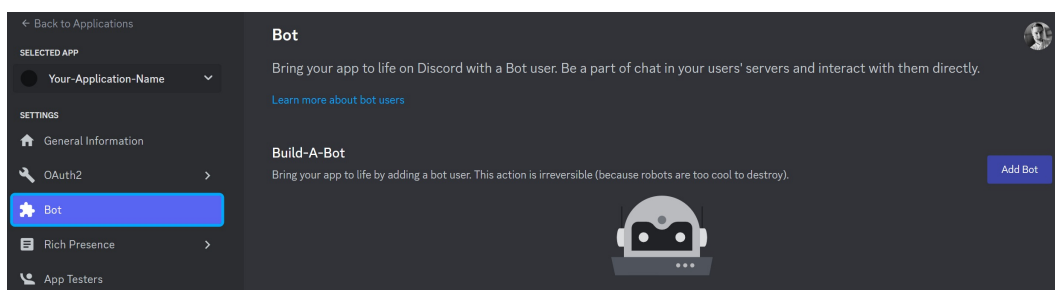 ← Back to Applications
SELECTED APP
Your-Application-Name
SETTINGS
General Information
OAuth2
Bot
Rich Presence
App Testers
Bot
Bring your app to life on Discord with a Bot user. Be a part of chat in your users' servers and interact with them directly.
Learn more about bot users
Build-A-Bot
Bring your app to life by adding a bot user. This action is irreversible (because robots are too cool to destroy).
Add Bot